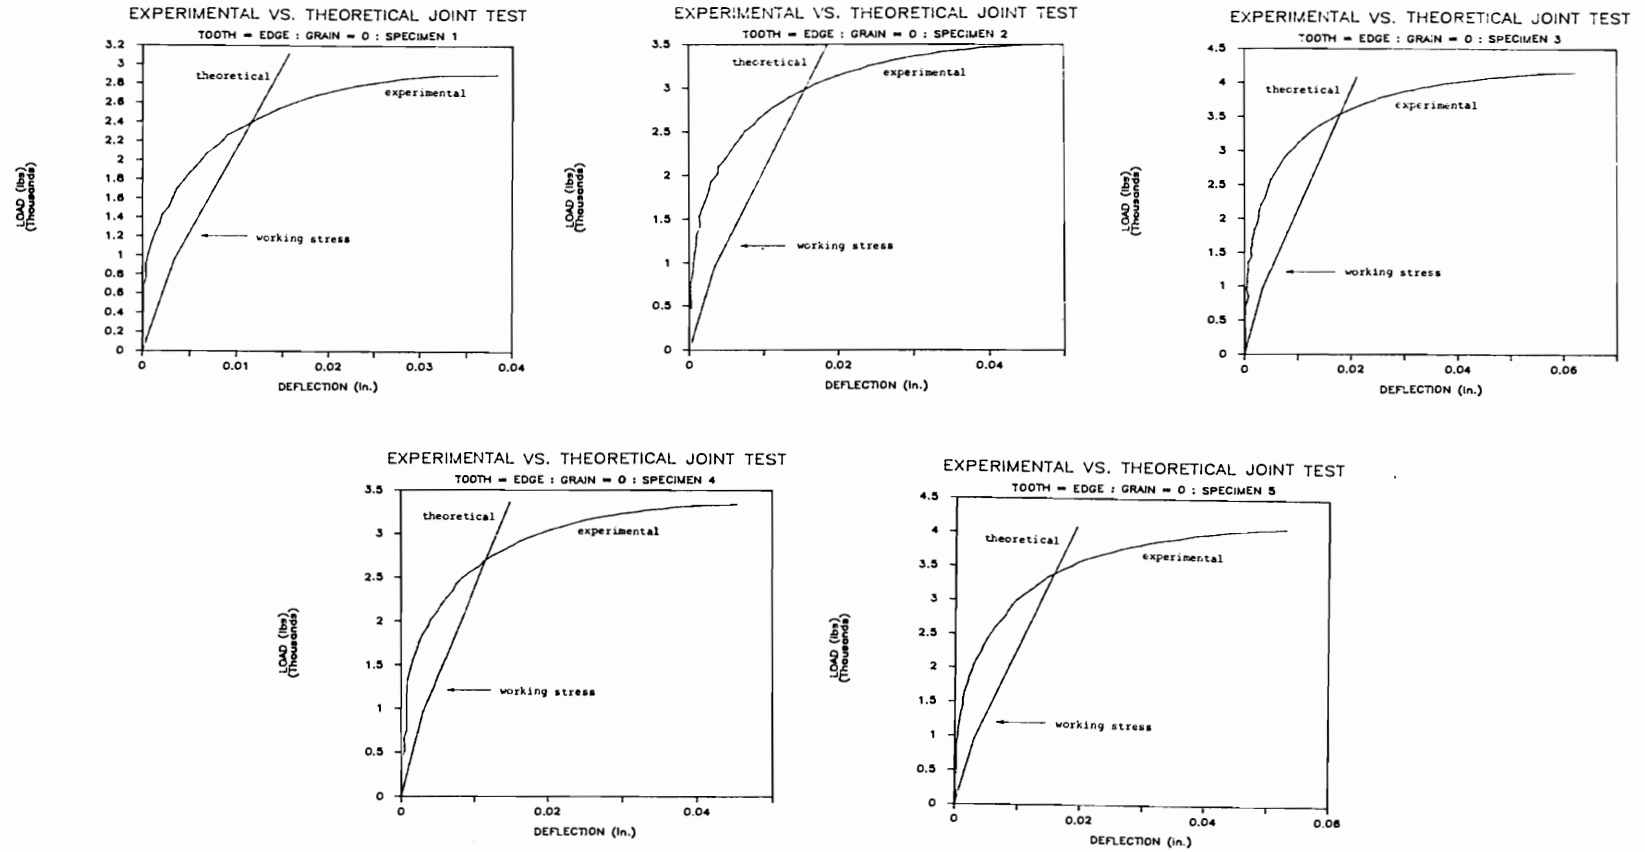 EXPERIMENTAL VS. THEORETICAL JOINT TEST
TOOTH = EDGE : GRAIN = 0 : SPECIMEN 1
3.2
3
2.8
2.6
2.4
2.2
2
1.8
1.6
1.4
1.2
1
0.8
0.6
0.4
0.2
0
LOAD (lbs)
(Thousands)
theoretical
experimental
working stress
0 0.01 0.02 0.03 0.04
DEFLECTION (in.)
EXPERIMENTAL VS. THEORETICAL JOINT TEST
TOOTH = EDGE : GRAIN = 0 : SPECIMEN 2
3.5
3
2.5
2
1.5
1
0.5
0
LOAD (lbs)
(Thousands)
theoretical
experimental
working stress
0 0.02 0.04
DEFLECTION (in.)
EXPERIMENTAL VS. THEORETICAL JOINT TEST
TOOTH = EDGE : GRAIN = 0 : SPECIMEN 3
4.5
4
3.5
3
2.5
2
1.5
1
0.5
0
LOAD (lbs)
(Thousands)
theoretical
experimental
working stress
0 0.02 0.04 0.06
DEFLECTION (in.)
EXPERIMENTAL VS. THEORETICAL JOINT TEST
TOOTH = EDGE : GRAIN = 0 : SPECIMEN 4
3.5
3
2.5
2
1.5
1
0.5
0
LOAD (lbs)
(Thousands)
theoretical
experimental
working stress
0 0.02 0.04
DEFLECTION (in.)
EXPERIMENTAL VS. THEORETICAL JOINT TEST
TOOTH = EDGE : GRAIN = 0 : SPECIMEN 5
4.5
4
3.5
3
2.5
2
1.5
1
0.5
0
LOAD (lbs)
(Thousands)
theoretical
experimental
working stress
0 0.02 0.04 0.06
DEFLECTION (in.)